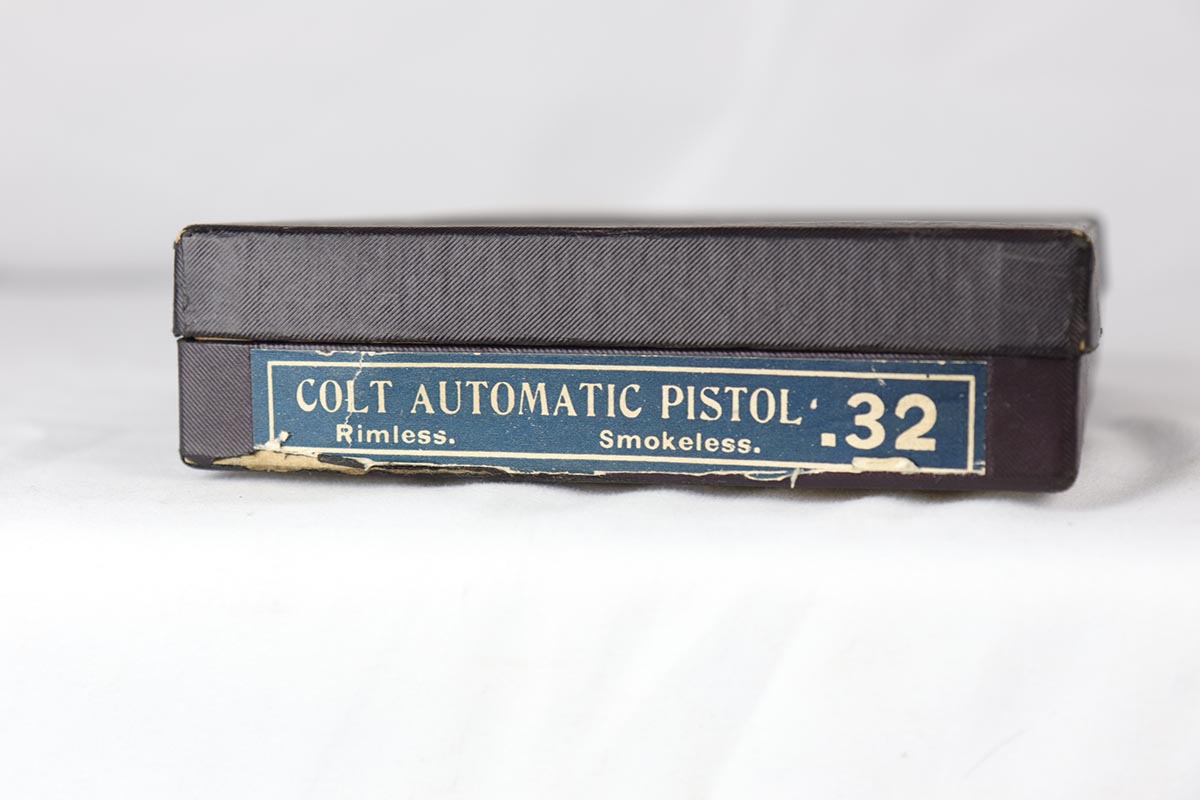 COLT AUTOMATIC PISTOL .32
Rimless. Smokeless.